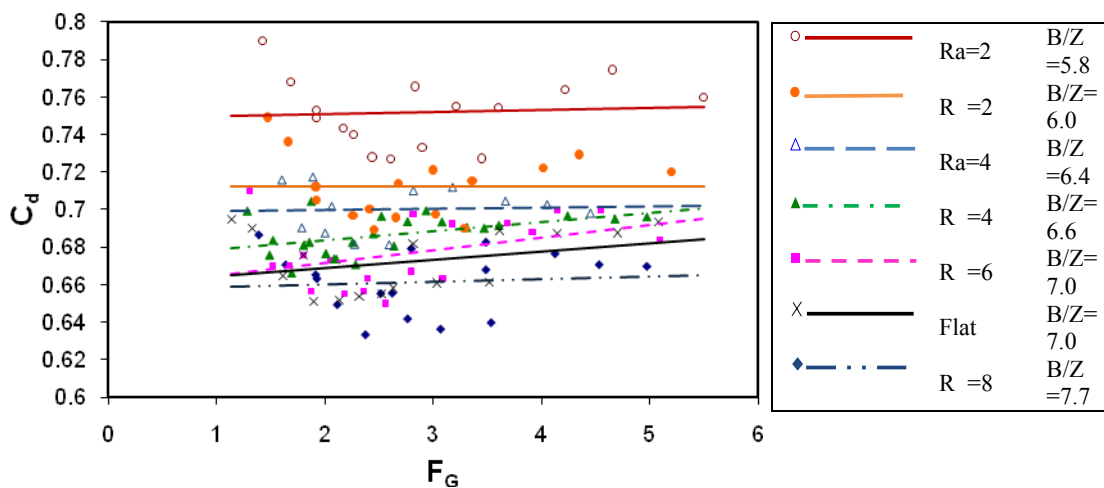 0.8
0.78
0.76
0.74
0.72
0.7
0.68
0.66
0.64
0.62
0.6
Cd
0 1 2 3 4 5 6
FG
Ra=2 B/Z =5.8
R =2 B/Z= 6.0
Ra=4 B/Z =6.4
R =4 B/Z= 6.6
R =6 B/Z= 7.0
Flat B/Z= 7.0
R =8 B/Z =7.7